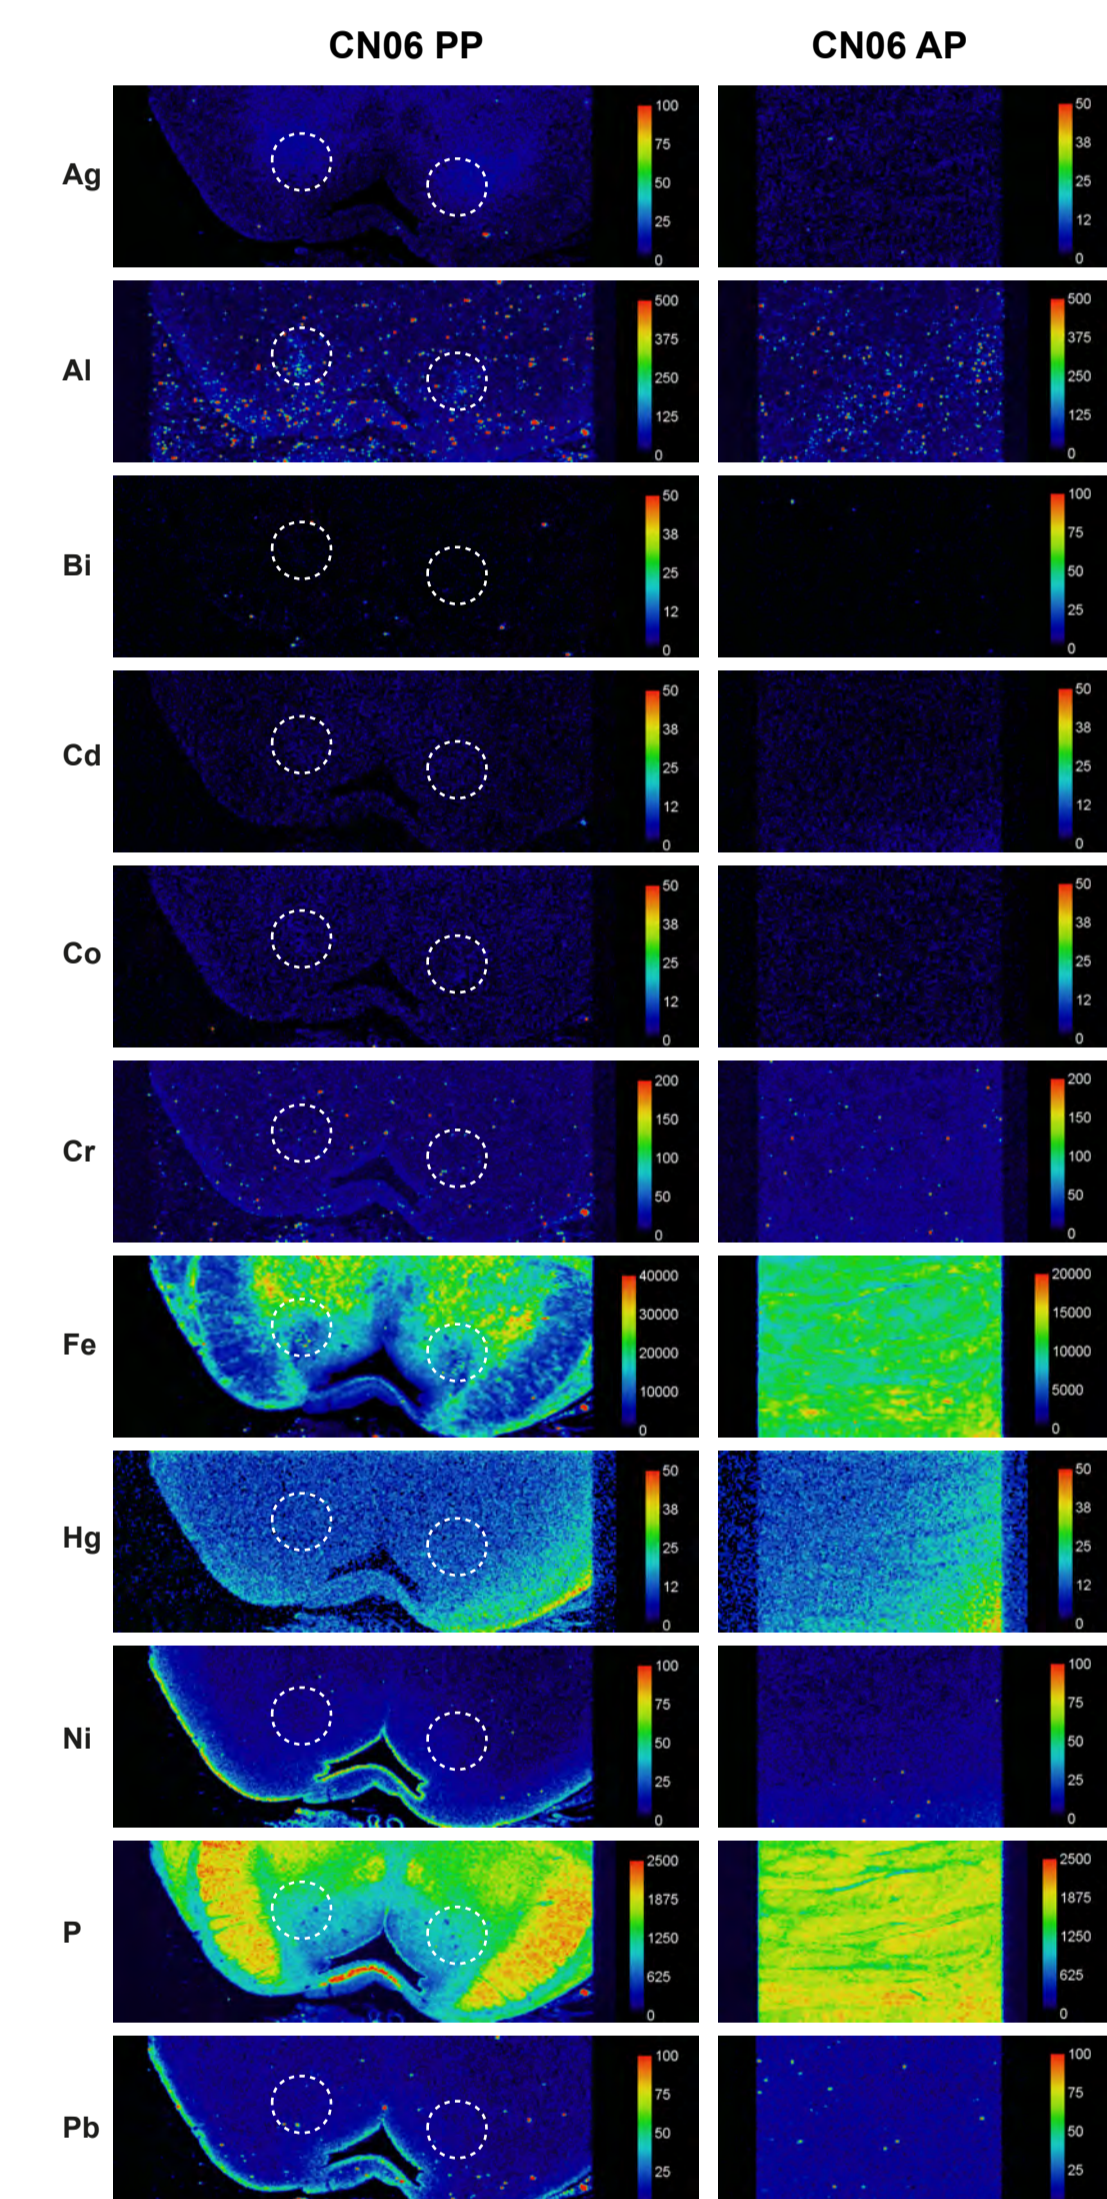 CN06 PP CN06 AP
Ag
100 75 50 25 0
50 38 25 12 0
Al
500 375 250 125 0
500 375 250 125 0
Bi
50 38 25 12 0
100 75 50 25 0
Cd
50 38 25 12 0
50 38 25 12 0
Co
50 38 25 12 0
50 38 25 12 0
Cr
200 150 100 50 0
200 150 100 50 0
Fe
40000 30000 20000 10000 0
20000 15000 10000 5000 0
Hg
50 38 25 12 0
50 38 25 12 0
Ni
100 75 50 25 0
100 75 50 25 0
P
2500 1875 1250 625 0
2500 1875 1250 625 0
Pb
100 75 50 25
100 75 50 25